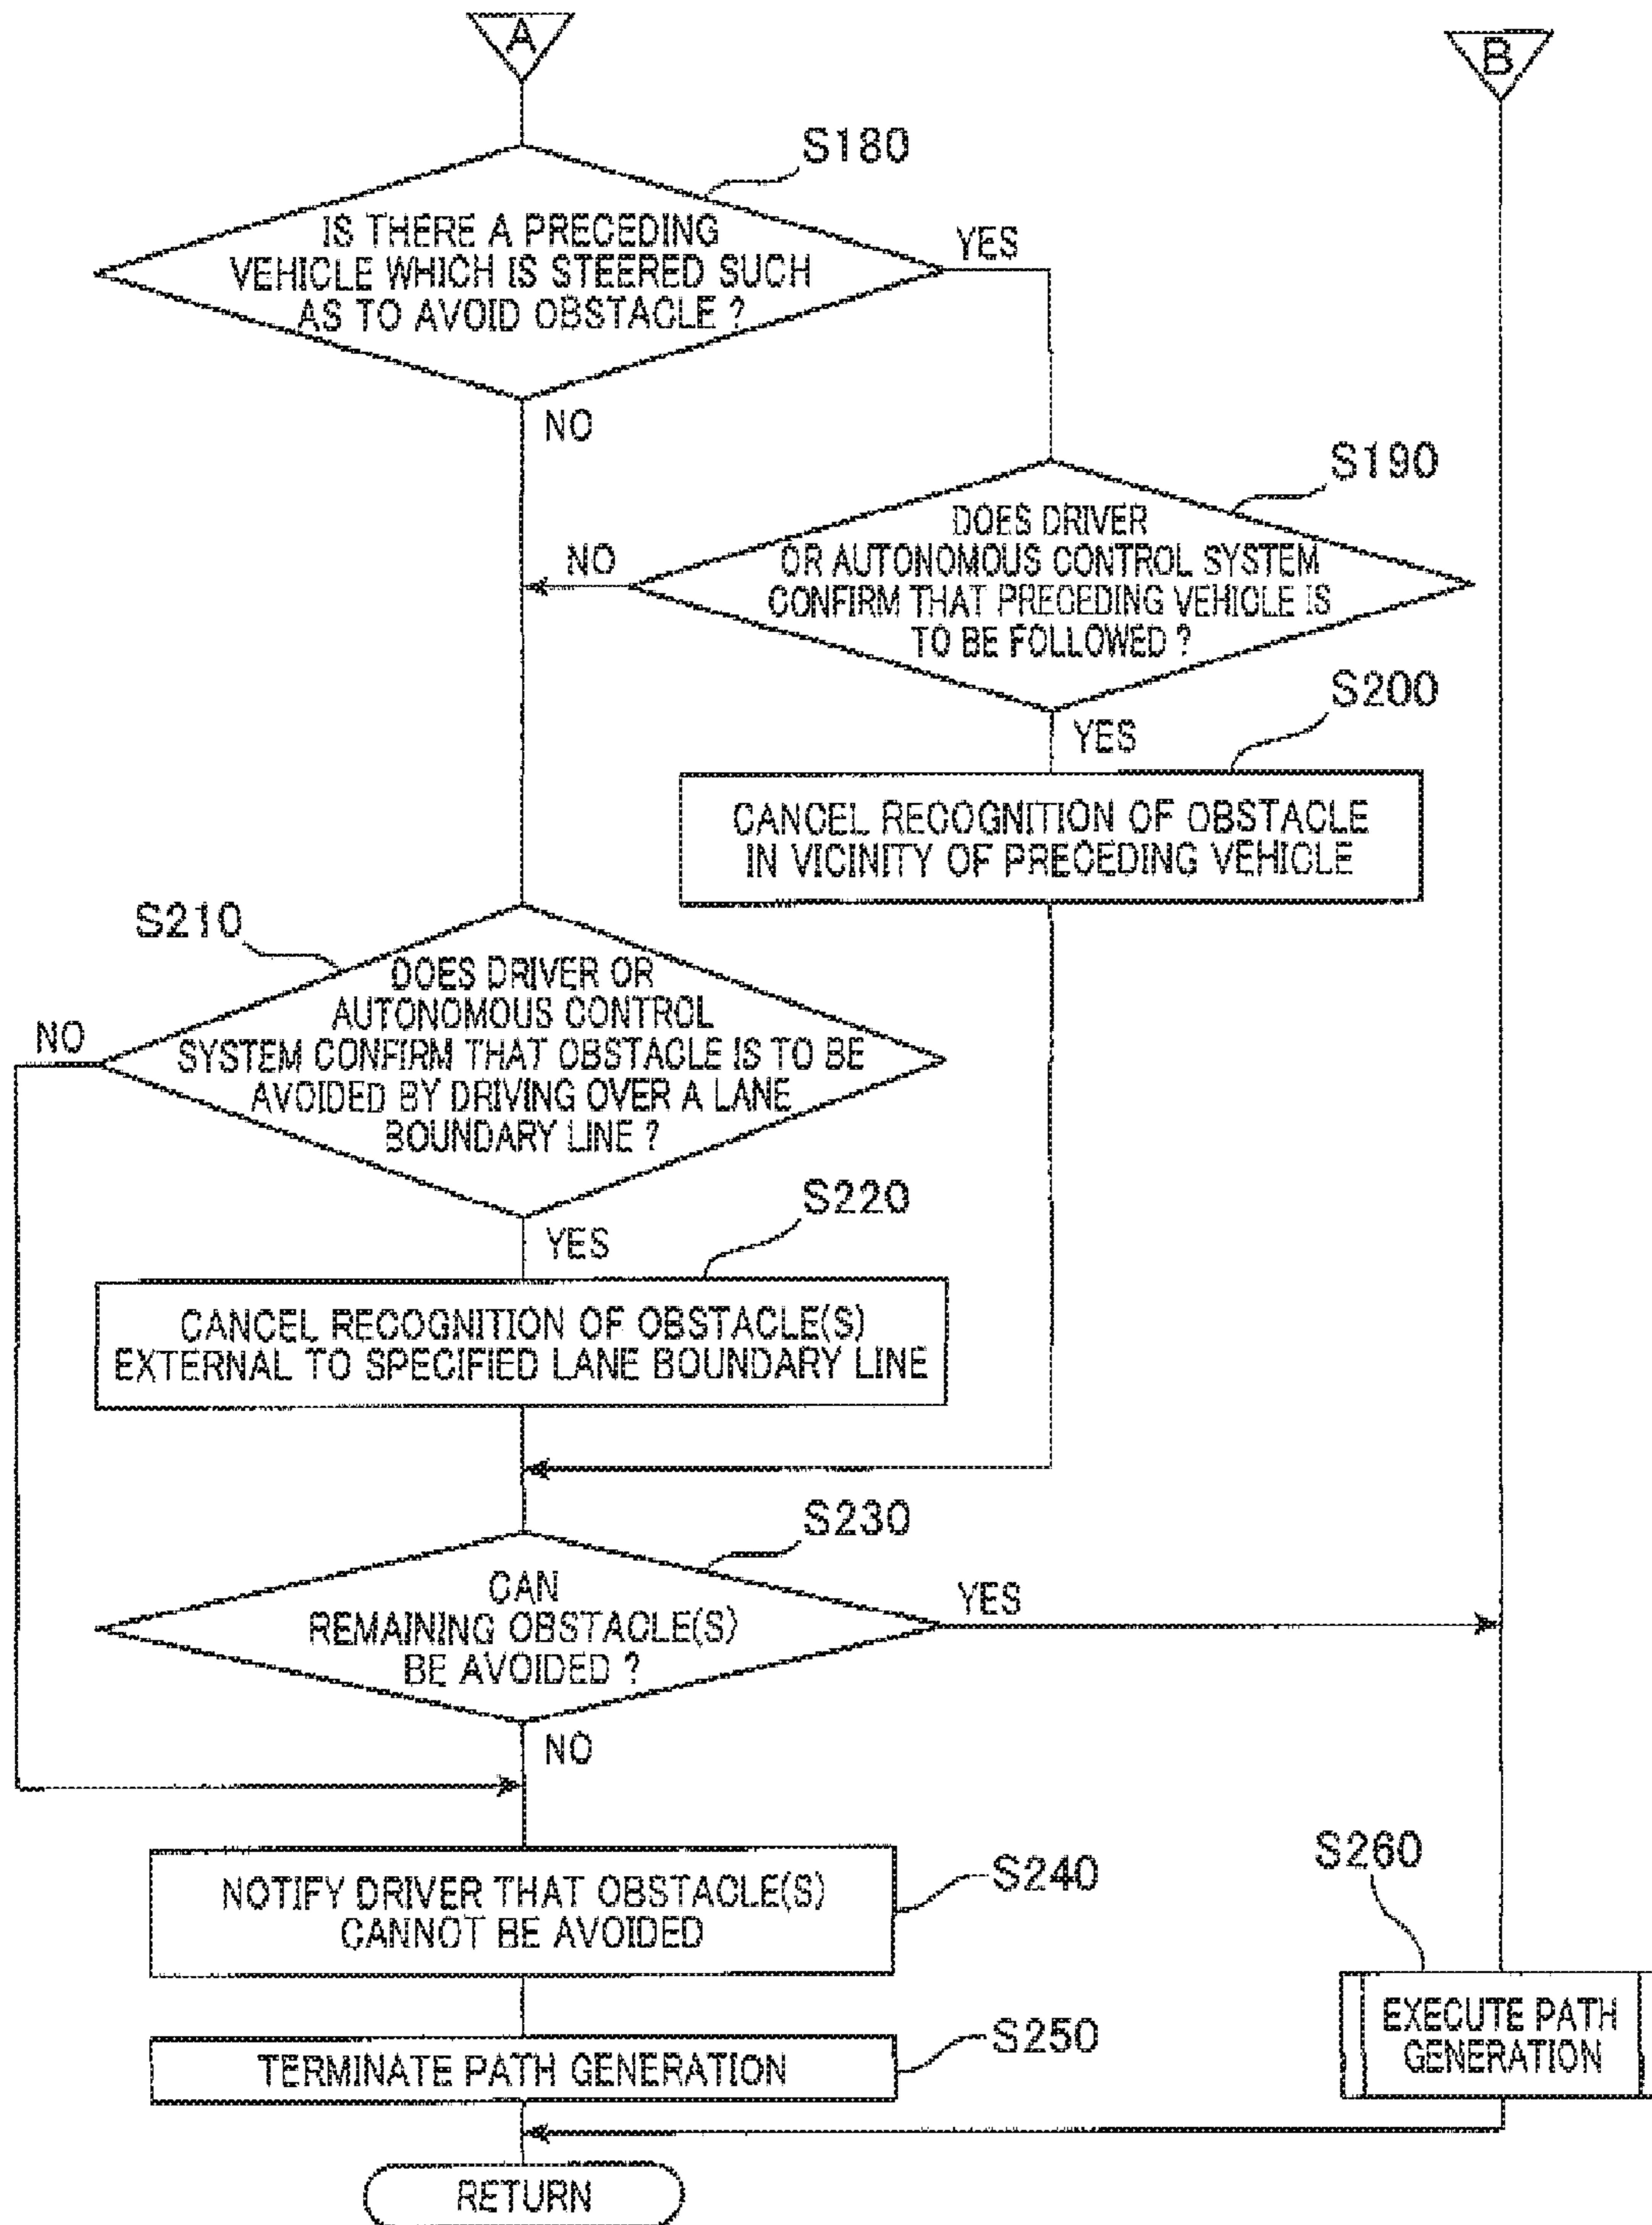 A
B
S180
IS THERE A PRECEDING
VEHICLE WHICH IS STEERED SUCH
AS TO AVOID OBSTACLE ?
YES
NO
S190
DOES DRIVER
OR AUTONOMOUS CONTROL SYSTEM
CONFIRM THAT PRECEDING VEHICLE IS
TO BE FOLLOWED ?
NO
YES
S200
CANCEL RECOGNITION OF OBSTACLE
IN VICINITY OF PRECEDING VEHICLE
S210
DOES DRIVER OR
AUTONOMOUS CONTROL
SYSTEM CONFIRM THAT OBSTACLE IS TO BE
AVOIDED BY DRIVING OVER A LANE
BOUNDARY LINE ?
NO
YES
S220
CANCEL RECOGNITION OF OBSTACLE(S)
EXTERNAL TO SPECIFIED LANE BOUNDARY LINE
S230
CAN
REMAINING OBSTACLE(S)
BE AVOIDED ?
YES
NO
S240
NOTIFY DRIVER THAT OBSTACLE(S)
CANNOT BE AVOIDED
S250
TERMINATE PATH GENERATION
S260
EXECUTE PATH
GENERATION
RETURN